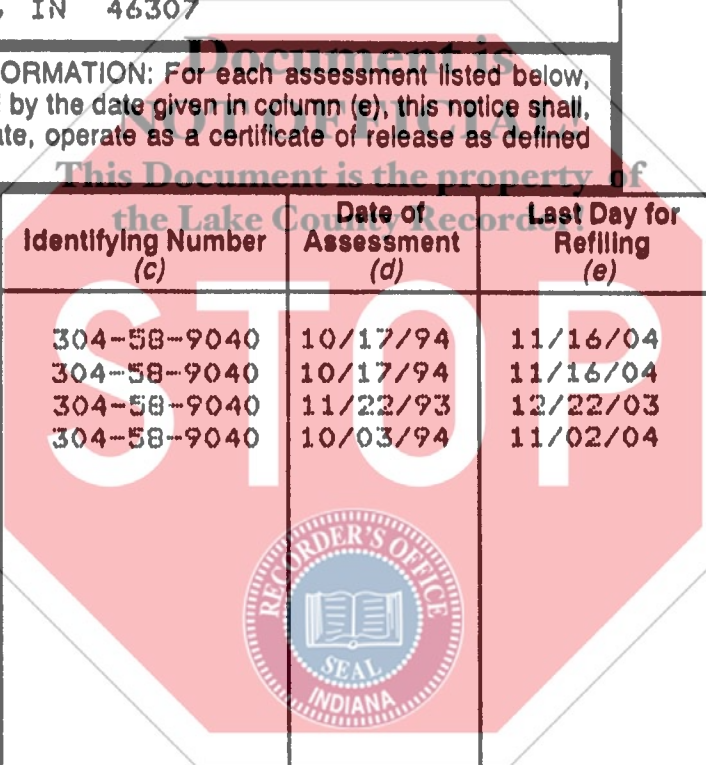 , IN 46307
Document is
ORMATION: For each assessment listed below,
NOT OFFICIAL!
by the date given in column (e), this notice shall,
ate, operate as a certificate of release as defined
This Document is the property of
the Lake County Recorder!
Identifying Number (c) Date of Assessment (d) Last Day for Refiling (e)
304-58-9040 10/17/94 11/16/04
304-58-9040 10/17/94 11/16/04
304-58-9040 11/22/93 12/22/03
304-58-9040 10/03/94 11/02/04
STOP
RECORDER'S OFFICE
SEAL
INDIANA